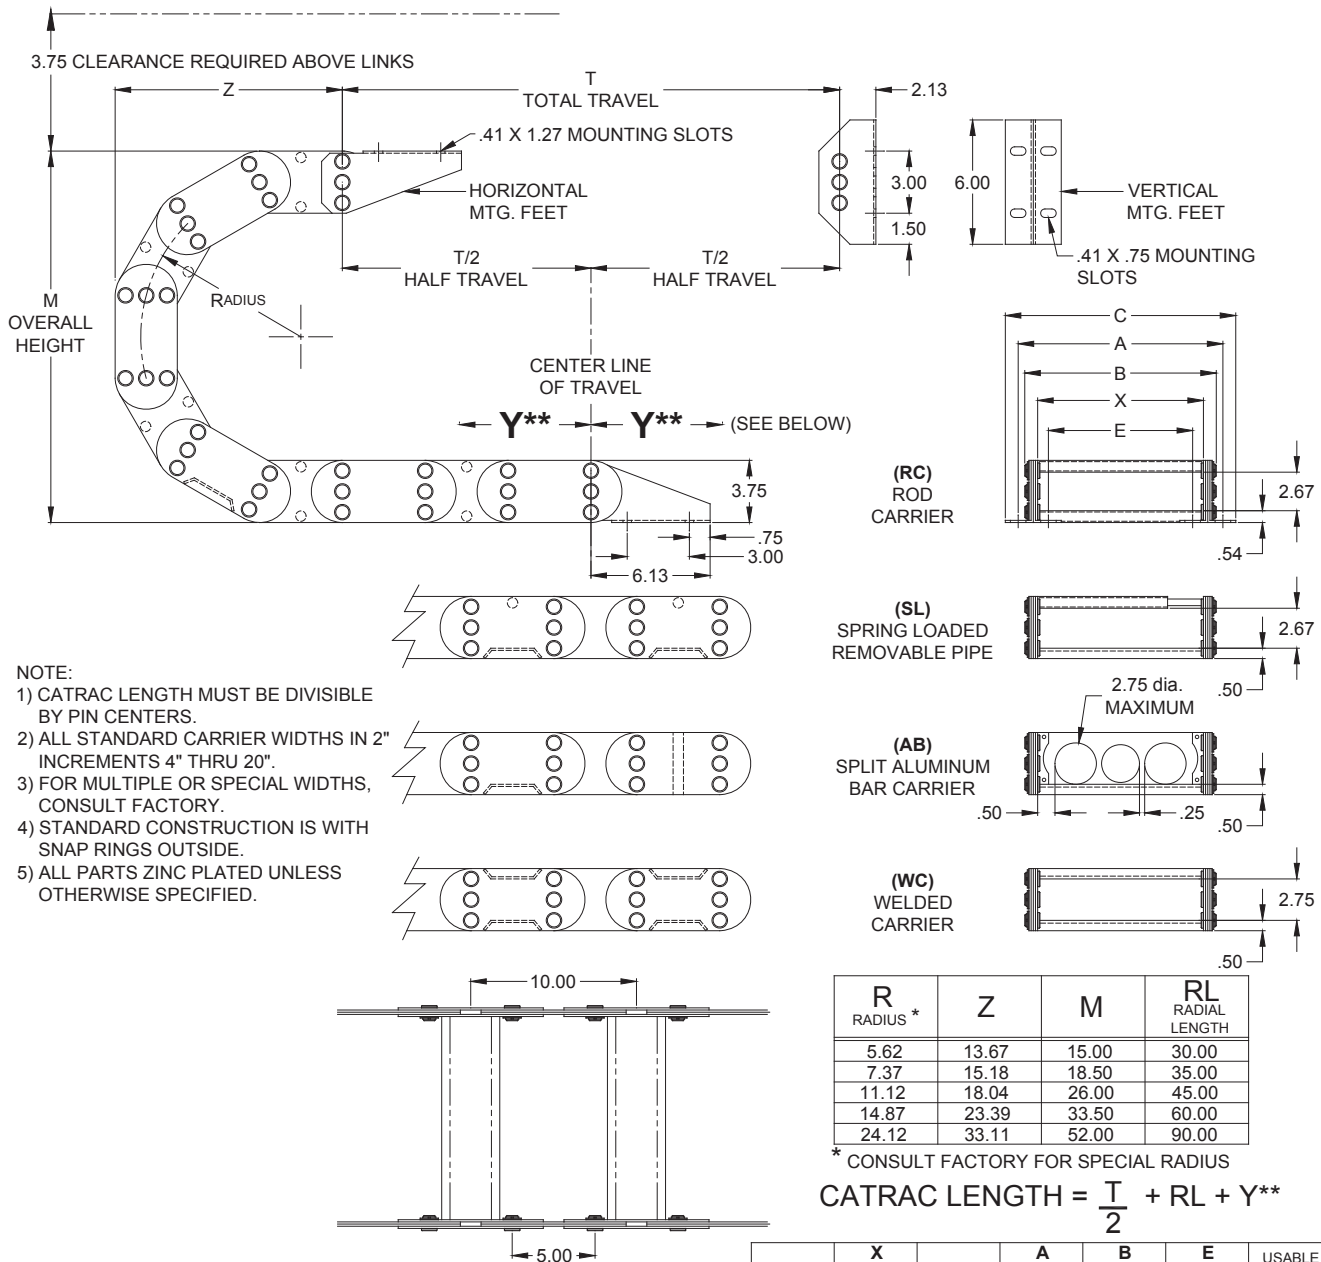 3.75 CLEARANCE REQUIRED ABOVE LINKS
Z
T
TOTAL TRAVEL
2.13
.41 X 1.27 MOUNTING SLOTS
HORIZONTAL
MTG. FEET
3.00
1.50
6.00
VERTICAL
MTG. FEET
.41 X .75 MOUNTING
SLOTS
T/2
HALF TRAVEL
T/2
HALF TRAVEL
M
OVERALL
HEIGHT
RADIUS
CENTER LINE
OF TRAVEL
Y** Y** (SEE BELOW)
3.75
.75
3.00
6.13
C
A
B
X
E
(RC)
ROD
CARRIER
2.67
.54
(SL)
SPRING LOADED
REMOVABLE PIPE
2.67
.50
2.75 dia.
MAXIMUM
(AB)
SPLIT ALUMINUM
BAR CARRIER
.50
.25
.50
(WC)
WELDED
CARRIER
2.75
.50
NOTE:
1) CATRAC LENGTH MUST BE DIVISIBLE
BY PIN CENTERS.
2) ALL STANDARD CARRIER WIDTHS IN 2"
INCREMENTS 4" THRU 20".
3) FOR MULTIPLE OR SPECIAL WIDTHS,
CONSULT FACTORY.
4) STANDARD CONSTRUCTION IS WITH
SNAP RINGS OUTSIDE.
5) ALL PARTS ZINC PLATED UNLESS
OTHERWISE SPECIFIED.
10.00
5.00
R RADIUS * Z M RL RADIAL LENGTH
5.62 13.67 15.00 30.00
7.37 15.18 18.50 35.00
11.12 18.04 26.00 45.00
14.87 23.39 33.50 60.00
24.12 33.11 52.00 90.00
* CONSULT FACTORY FOR SPECIAL RADIUS
CATRAC LENGTH = T/2 + RL + Y**
X A B E USABLE